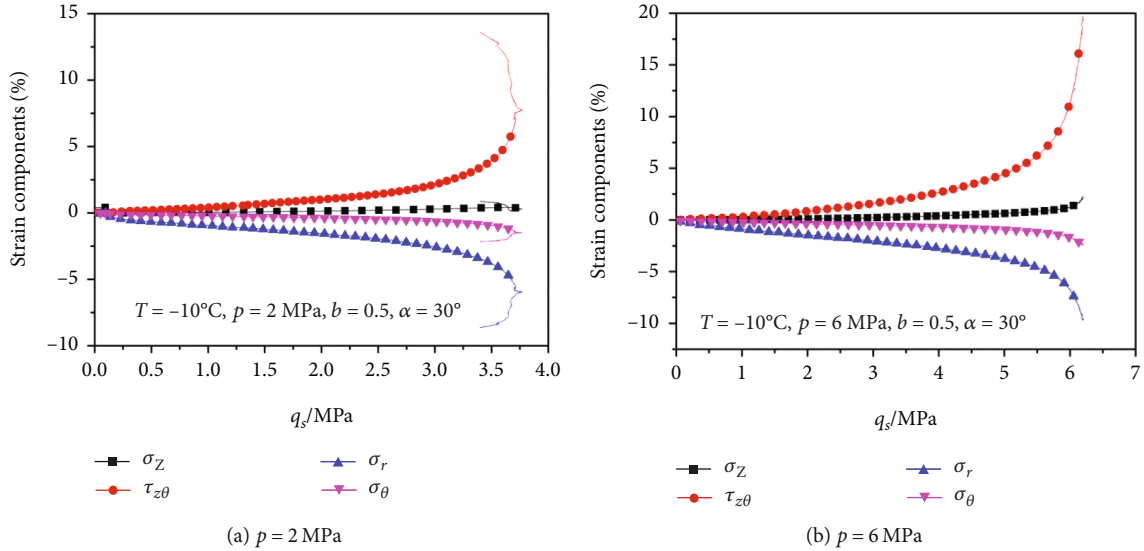 15
10
5
0
−5
−10
Strain components (%)
T = −10°C, p = 2 MPa, b = 0.5, α = 30°
0.0 0.5 1.0 1.5 2.0 2.5 3.0 3.5 4.0
qs/MPa
σZ σr
τzθ σθ
(a) p = 2 MPa
20
15
10
5
0
−5
−10
Strain components (%)
T = −10°C, p = 6 MPa, b = 0.5, α = 30°
0 1 2 3 4 5 6 7
qs/MPa
σZ σr
τzθ σθ
(b) p = 6 MPa